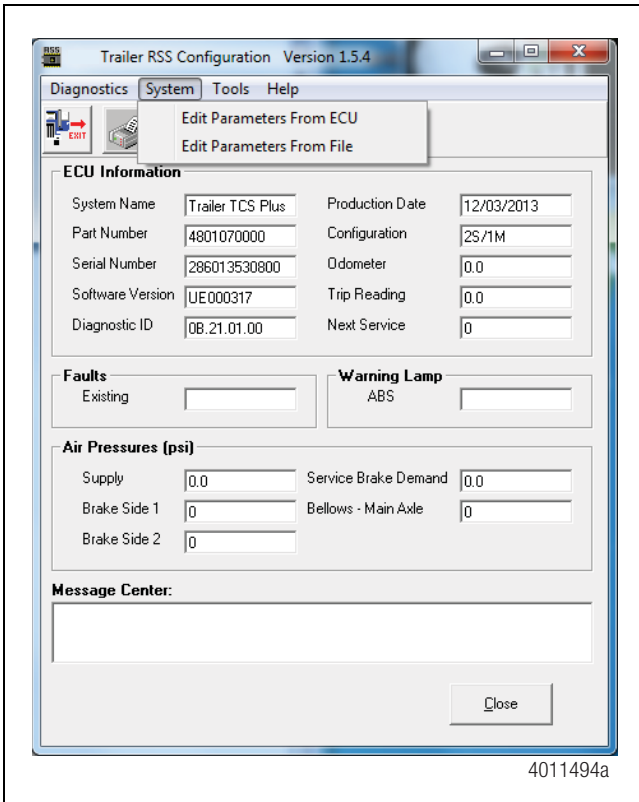 RSS
Trailer RSS Configuration Version 1.5.4
Diagnostics System Tools Help
EXIT
Edit Parameters From ECU
Edit Parameters From File
ECU Information
System Name Trailer TCS Plus Production Date 12/03/2013
Part Number 4801070000 Configuration 2S/1M
Serial Number 286013530800 Odometer 0.0
Software Version UE000317 Trip Reading 0.0
Diagnostic ID 0B.21.01.00 Next Service 0
Faults Warning Lamp
Existing ABS
Air Pressures (psi)
Supply 0.0 Service Brake Demand 0.0
Brake Side 1 0 Bellows - Main Axle 0
Brake Side 2 0
Message Center:
Close
4011494a